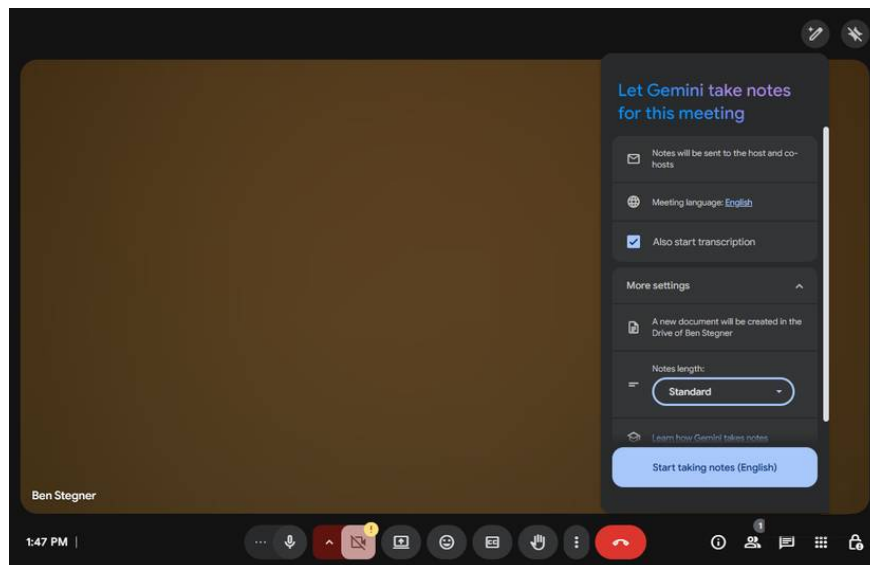 Let Gemini take notes
for this meeting
Notes will be sent to the host and co-
hosts
Meeting language: English
Also start transcription
More settings
A new document will be created in the
Drive of Ben Stegner
Notes length:
Standard
Learn how Gemini takes notes
Start taking notes (English)
Ben Stegner
1:47 PM
CC
1